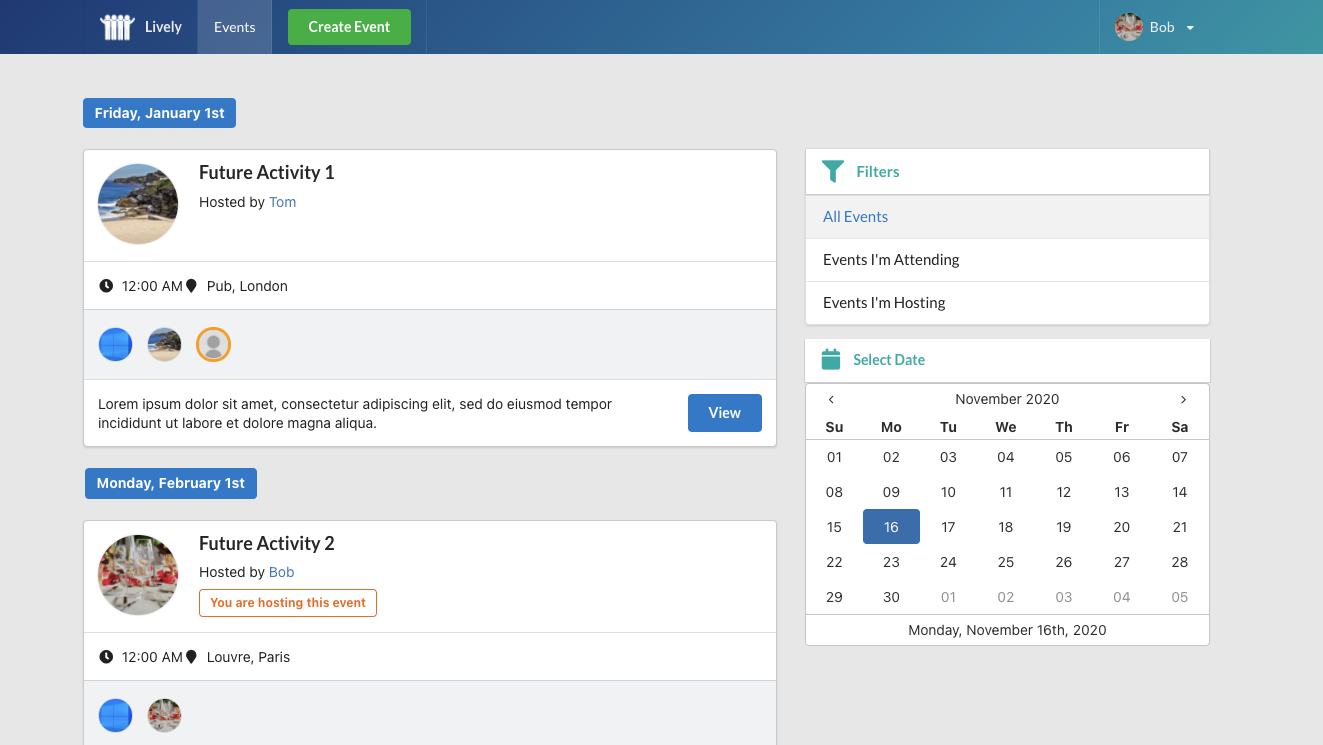 Lively
Events
Create Event
Bob
Friday, January 1st
Future Activity 1
Hosted by Tom
12:00 AM Pub, London
Lorem ipsum dolor sit amet, consectetur adipiscing elit, sed do eiusmod tempor
incididunt ut labore et dolore magna aliqua.
View
Monday, February 1st
Future Activity 2
Hosted by Bob
You are hosting this event
12:00 AM Louvre, Paris
Filters
All Events
Events I'm Attending
Events I'm Hosting
Select Date
‹ November 2020 ›
Su Mo Tu We Th Fr Sa
01 02 03 04 05 06 07
08 09 10 11 12 13 14
15 16 17 18 19 20 21
22 23 24 25 26 27 28
29 30 01 02 03 04 05
Monday, November 16th, 2020